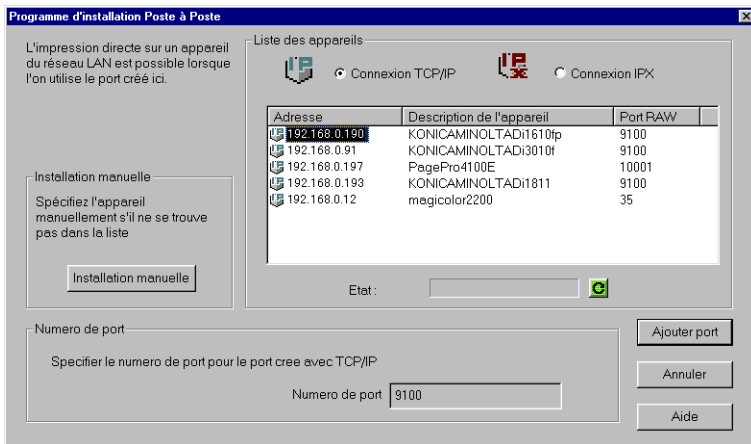 Programme d'installation Poste à Poste
L'impression directe sur un appareil
du réseau LAN est possible lorsque
l'on utilise le port créé ici.
Liste des appareils
Connexion TCP/IP
Connexion IPX
Adresse Description de l'appareil Port RAW
192.168.0.190 KONICAMINOLTADi1610fp 9100
192.168.0.91 KONICAMINOLTADi3010f 9100
192.168.0.197 PagePro4100E 10001
192.168.0.193 KONICAMINOLTADi1811 9100
192.168.0.12 magicolor2200 35
Installation manuelle
Spécifiez l'appareil
manuellement s'il ne se trouve
pas dans la liste
Installation manuelle
Etat :
Numero de port
Specifier le numero de port pour le port cree avec TCP/IP
Numero de port 9100
Ajouter port
Annuler
Aide